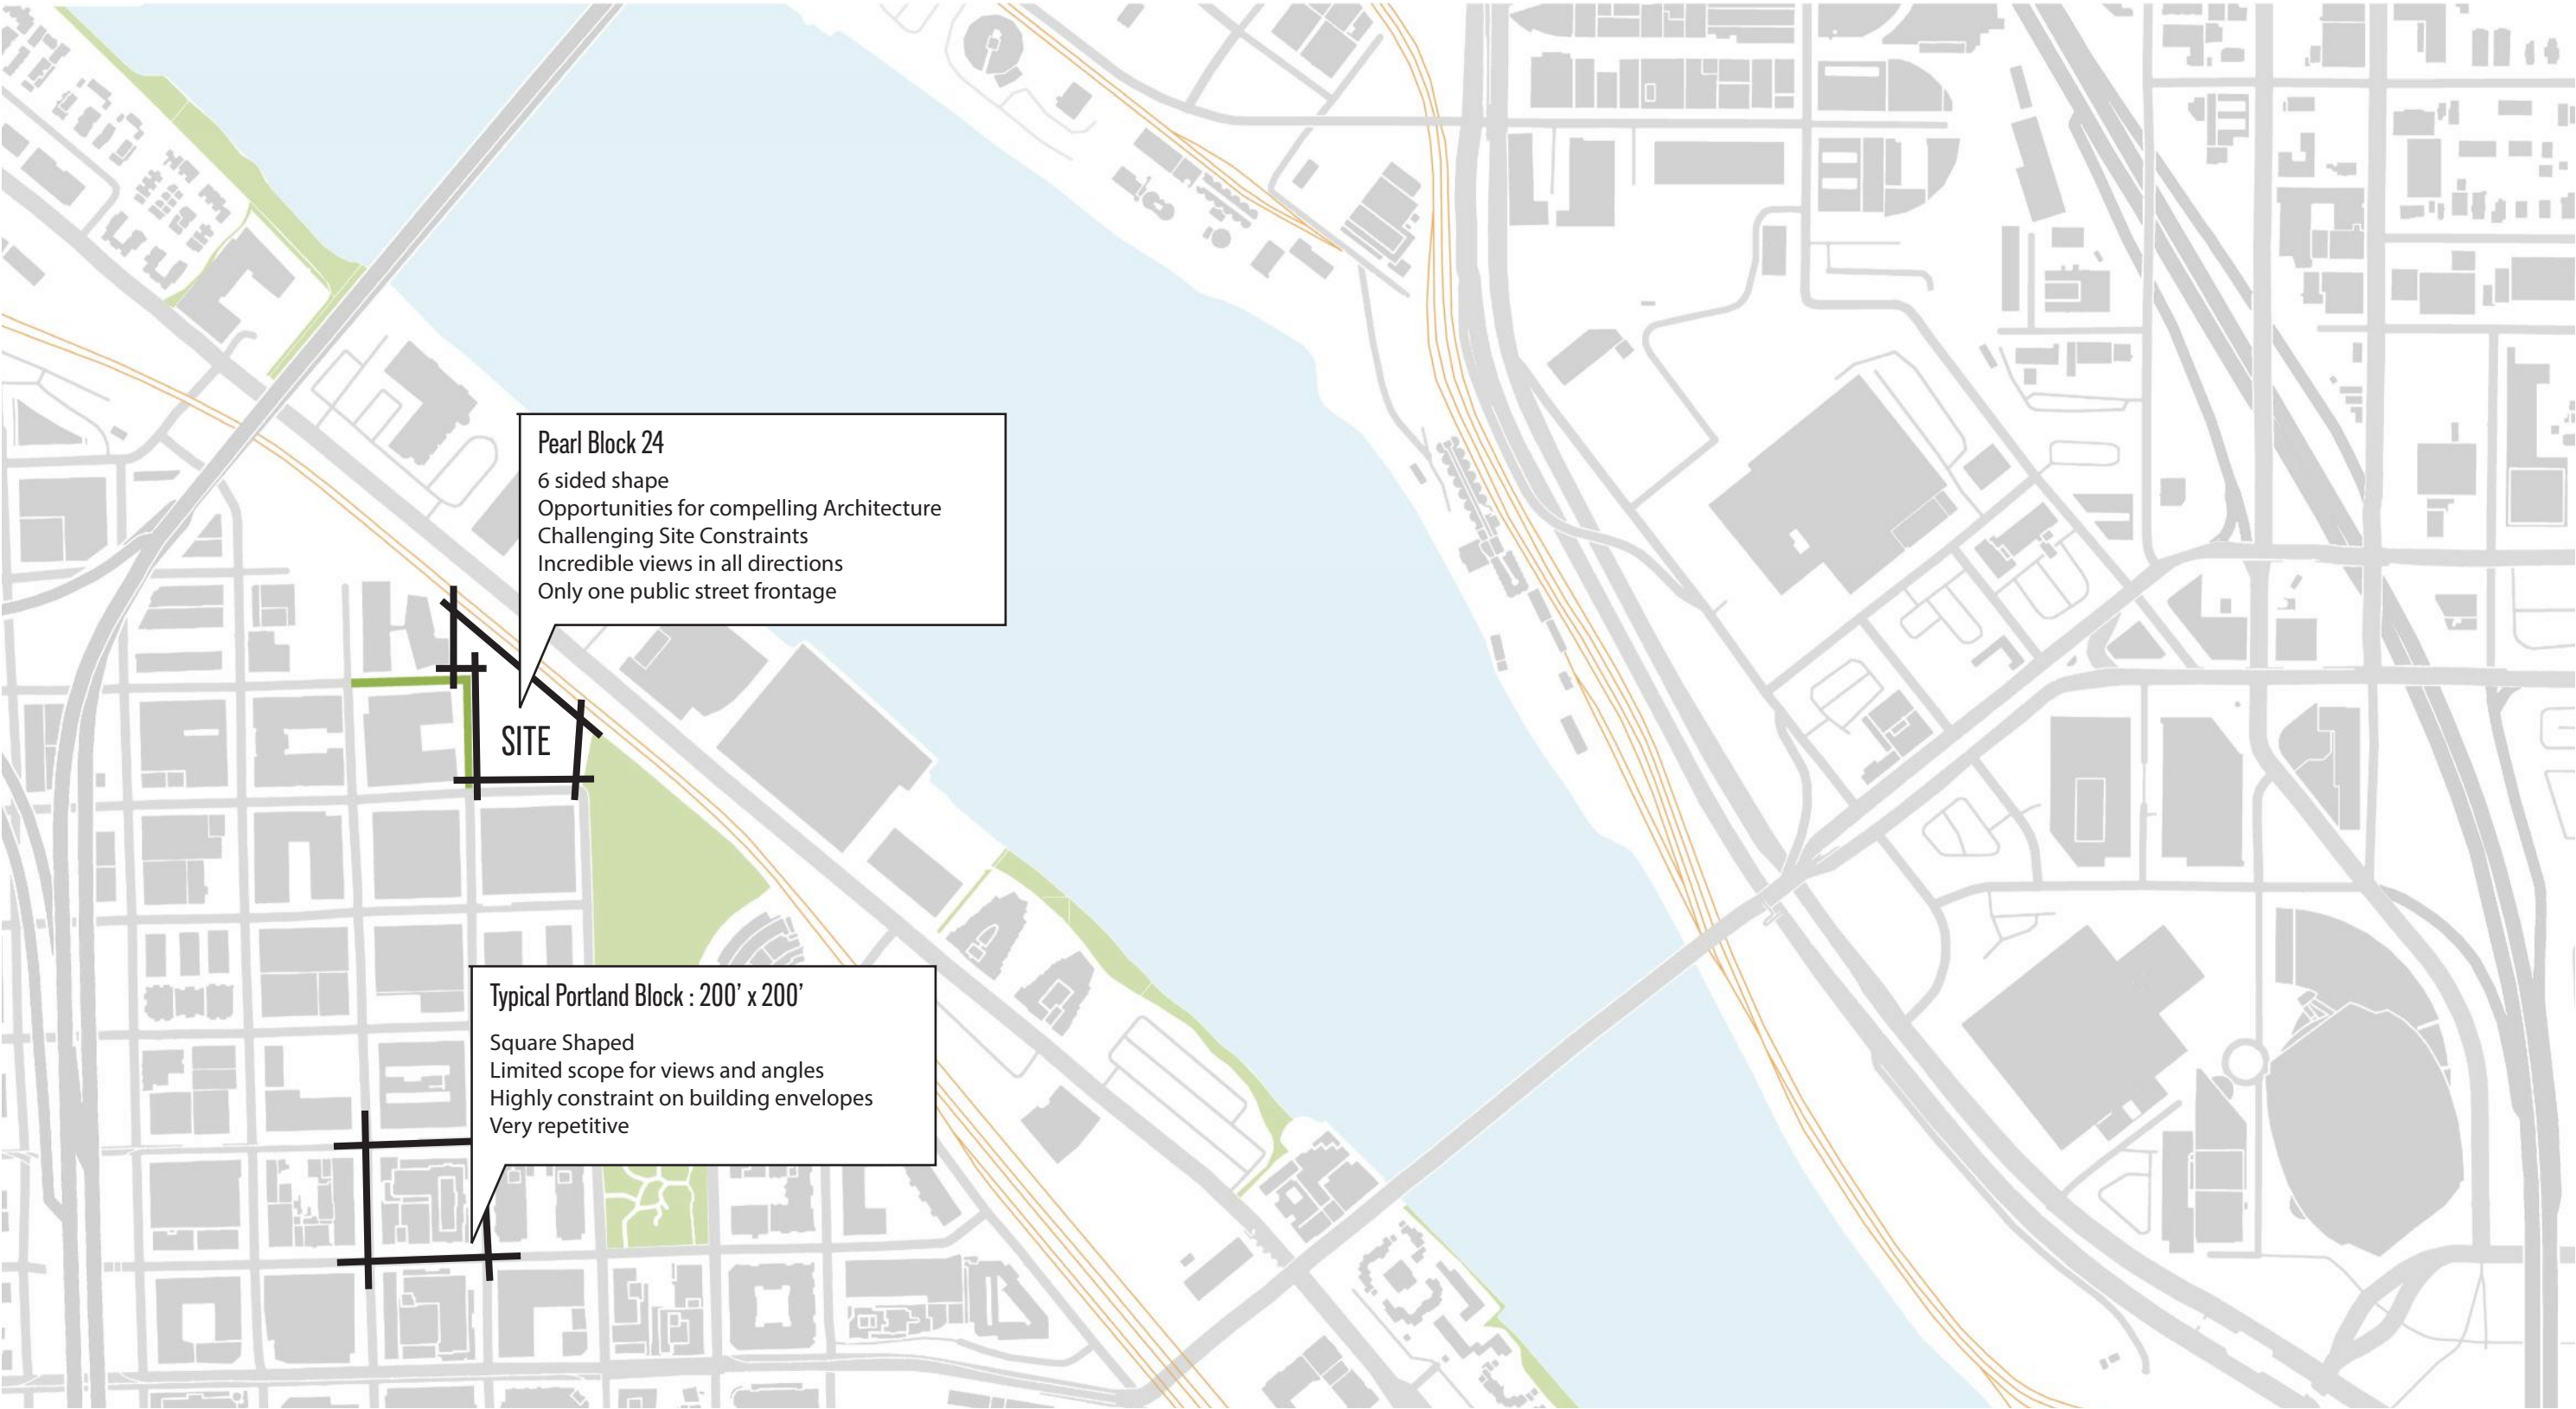 Pearl Block 24
6 sided shape
Opportunities for compelling Architecture
Challenging Site Constraints
Incredible views in all directions
Only one public street frontage
SITE
Typical Portland Block : 200’ x 200’
Square Shaped
Limited scope for views and angles
Highly constraint on building envelopes
Very repetitive